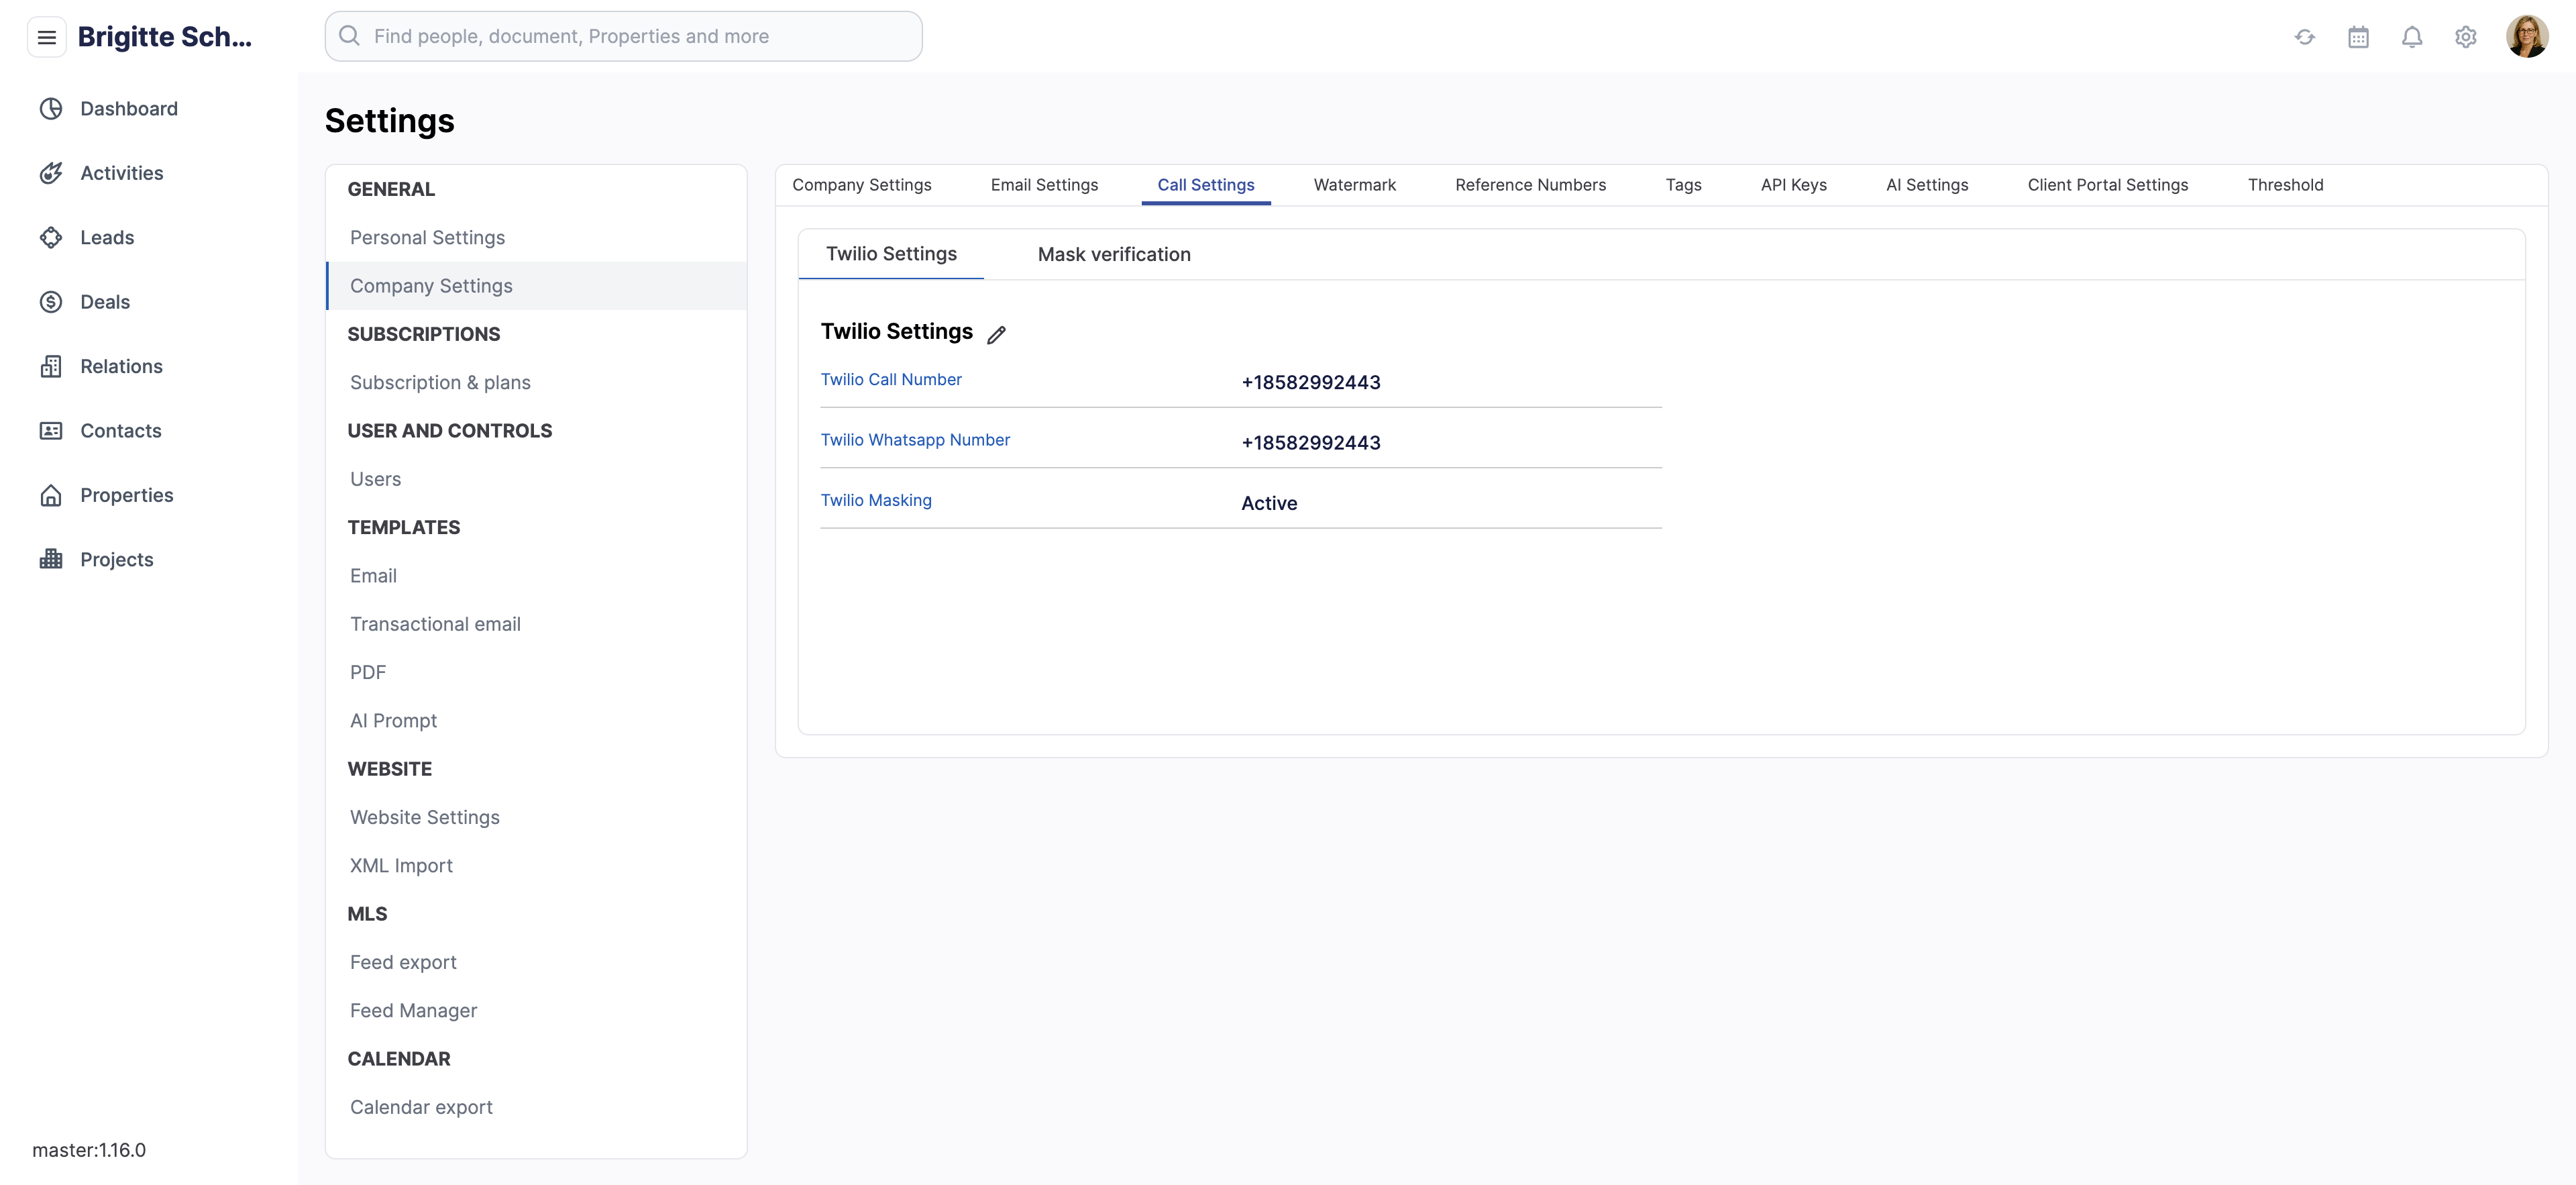 Brigitte Sch...
Find people, document, Properties and more
Dashboard
Activities
Leads
Deals
Relations
Contacts
Properties
Projects
master:1.16.0
Settings
GENERAL
Personal Settings
Company Settings
SUBSCRIPTIONS
Subscription & plans
USER AND CONTROLS
Users
TEMPLATES
Email
Transactional email
PDF
AI Prompt
WEBSITE
Website Settings
XML Import
MLS
Feed export
Feed Manager
CALENDAR
Calendar export
Company Settings Email Settings Call Settings Watermark Reference Numbers Tags API Keys AI Settings Client Portal Settings Threshold
Twilio Settings Mask verification
Twilio Settings
Twilio Call Number +18582992443
Twilio Whatsapp Number +18582992443
Twilio Masking Active